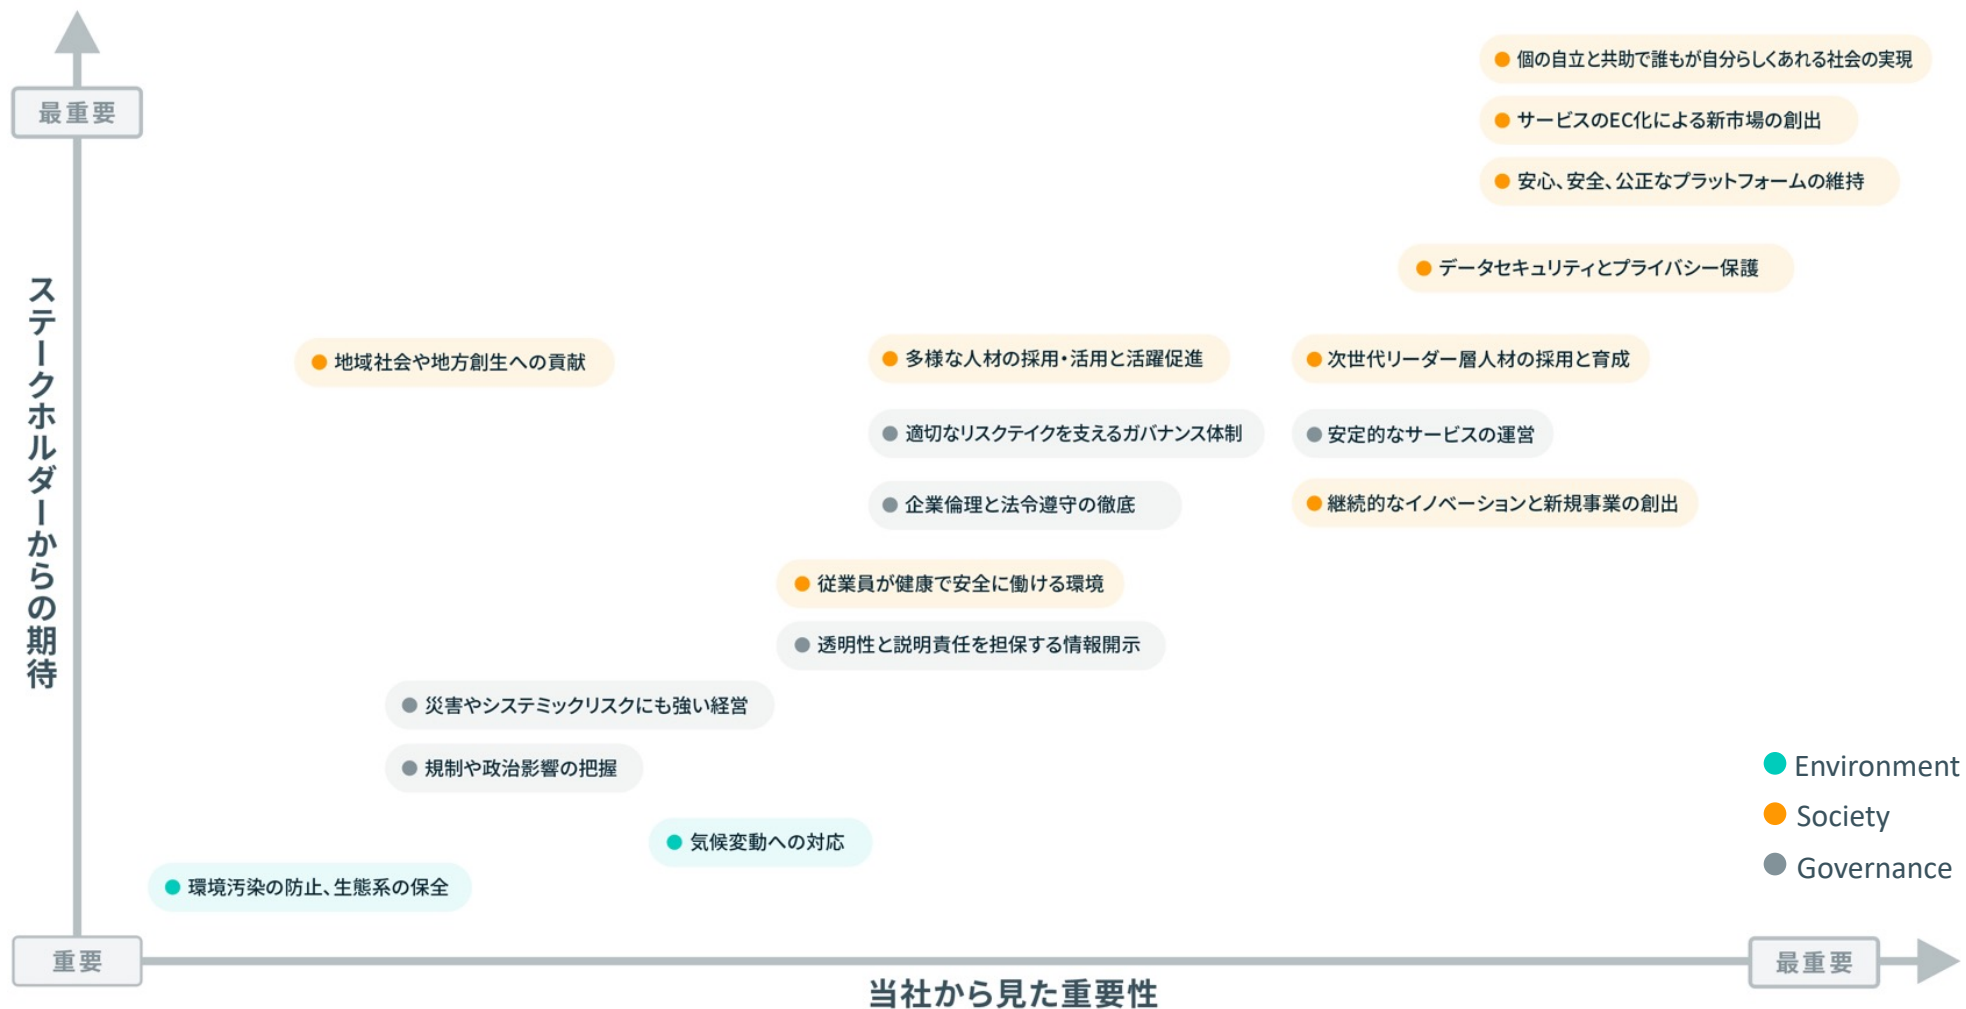 最重要
ステークホルダーからの期待
個の自立と共助で誰もが自分らしくあれる社会の実現
サービスのEC化による新市場の創出
安心、安全、公正なプラットフォームの維持
データセキュリティとプライバシー保護
地域社会や地方創生への貢献
多様な人材の採用・活用と活躍促進
次世代リーダー層人材の採用と育成
適切なリスクテイクを支えるガバナンス体制
安定的なサービスの運営
企業倫理と法令遵守の徹底
継続的なイノベーションと新規事業の創出
従業員が健康で安全に働ける環境
透明性と説明責任を担保する情報開示
災害やシステミックリスクにも強い経営
規制や政治影響の把握
気候変動への対応
環境汚染の防止、生態系の保全
Environment
Society
Governance
重要
最重要
当社から見た重要性